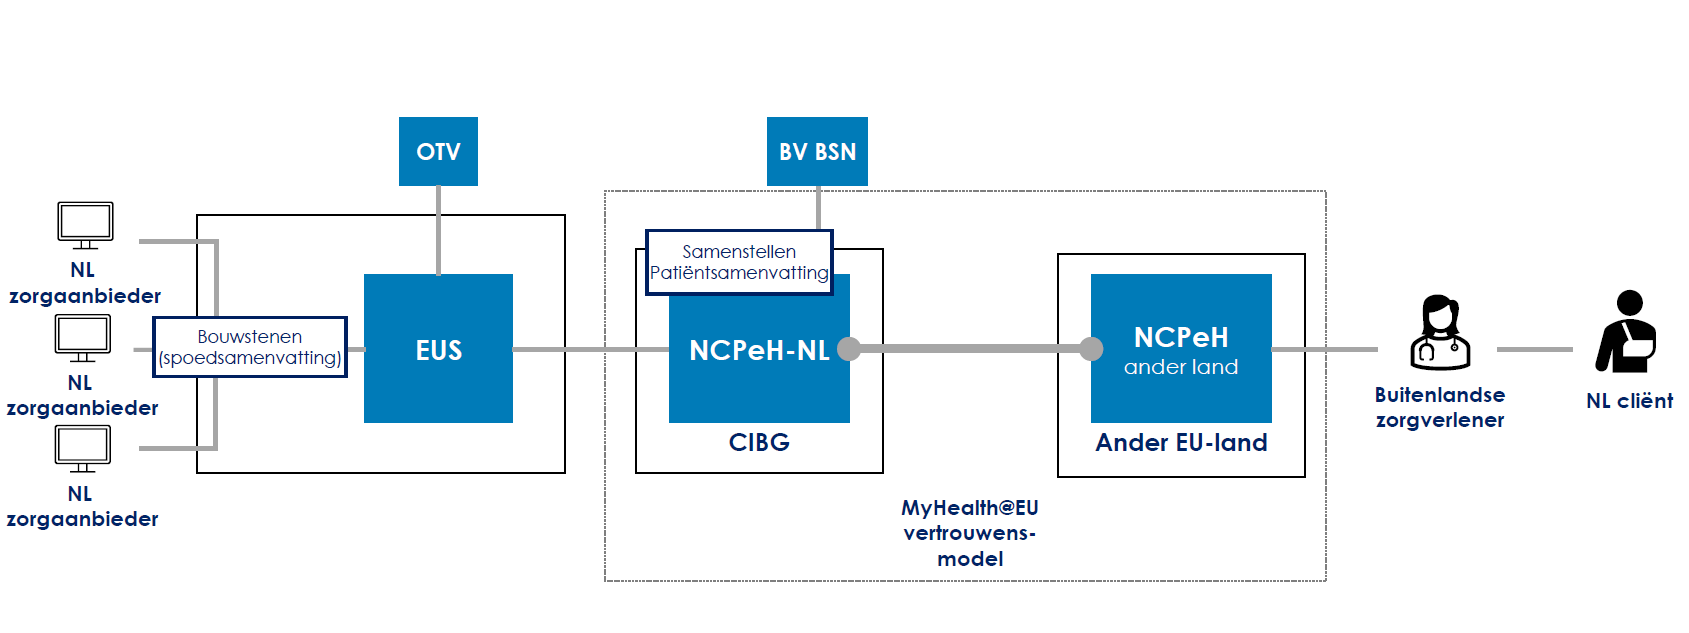 OTV
BV BSN
NL
zorgaanbieder
NL
zorgaanbieder
NL
zorgaanbieder
Bouwstenen
(spoedsamenvatting)
EUS
Samenstellen
Patiëntsamenvatting
NCPeH-NL
CIBG
NCPeH
ander land
Ander EU-land
MyHealth@EU
vertrouwens-
model
Buitenlandse
zorgverlener
NL cliënt